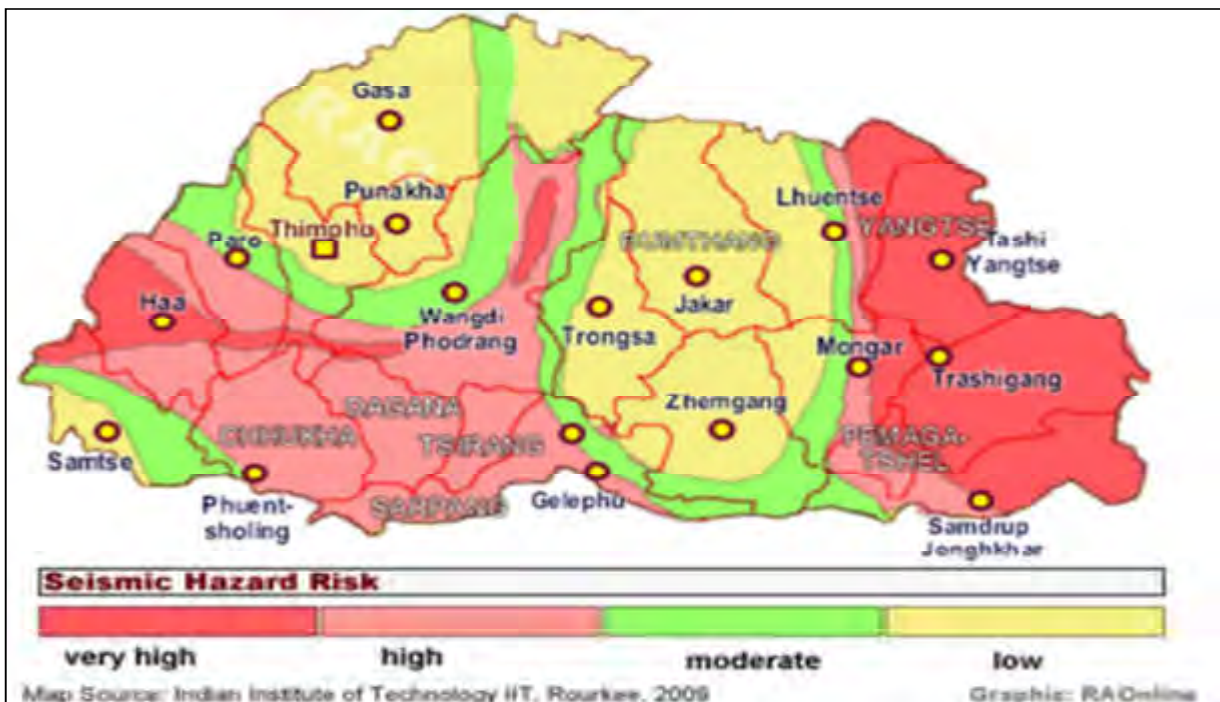 Gasa
Punakha
Thimphu
Paro
Haa
Wangdi
Phodrang
Lhuentse
YANGTSE
Tashi
Yangtse
BUMTHANG
Jakar
Trongsa
Mongar
Trashigang
Zhemgang
DAGANA
CHHUKHA
TSIRANG
PEMAGA-
TSHEL
Samtse
Phuent-
sholing
SARPANG
Gelephu
Samdrup
Jonghkhar
Seismic Hazard Risk
very high
high
moderate
low
Map Source: Indian Institute of Technology IIT, Rourkee, 2009
Graphic: RAOnline